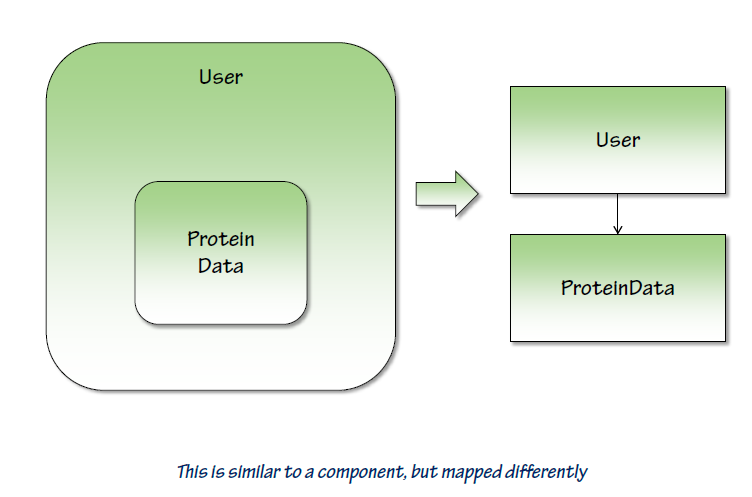 User
Protein
Data
User
ProteinData
This is similar to a component, but mapped differently